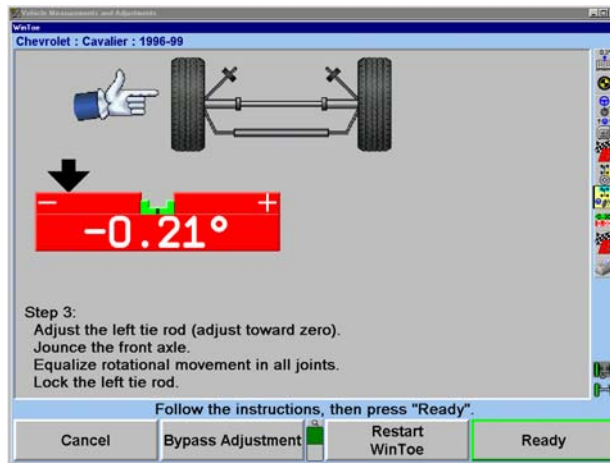 Vehicle Measurements and Adjustments
WinToe
Chevrolet : Cavalier : 1996-99
− +
-0.21°
Step 3:
Adjust the left tie rod (adjust toward zero).
Jounce the front axle.
Equalize rotational movement in all joints.
Lock the left tie rod.
Follow the instructions, then press "Ready".
Cancel
Bypass Adjustment
Restart
WinToe
Ready